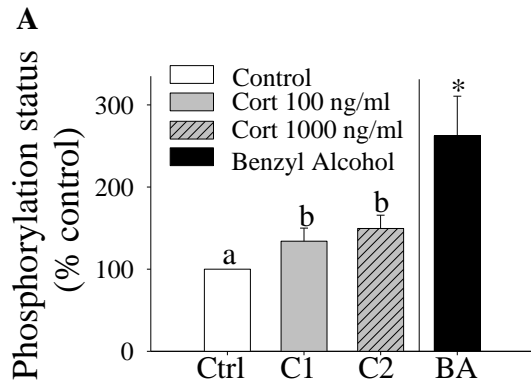 A
Phosphorylation status
(% control)
Control
Cort 100 ng/ml
Cort 1000 ng/ml
Benzyl Alcohol
300
200
100
0
a
b
b
*
Ctrl C1 C2 BA